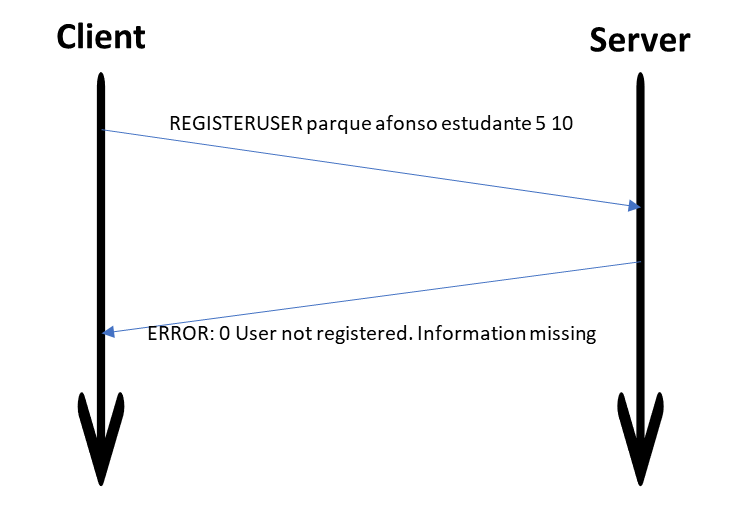 Client
Server
REGISTERUSER parque afonso estudante 5 10
ERROR: 0 User not registered. Information missing